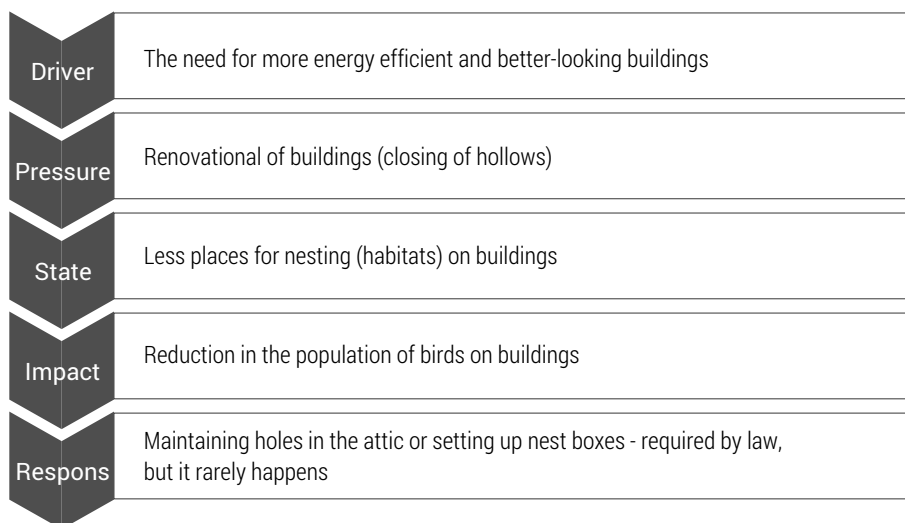 Driver
The need for more energy efficient and better-looking buildings
Pressure
Renovational of buildings (closing of hollows)
State
Less places for nesting (habitats) on buildings
Impact
Reduction in the population of birds on buildings
Respons
Maintaining holes in the attic or setting up nest boxes - required by law,
but it rarely happens